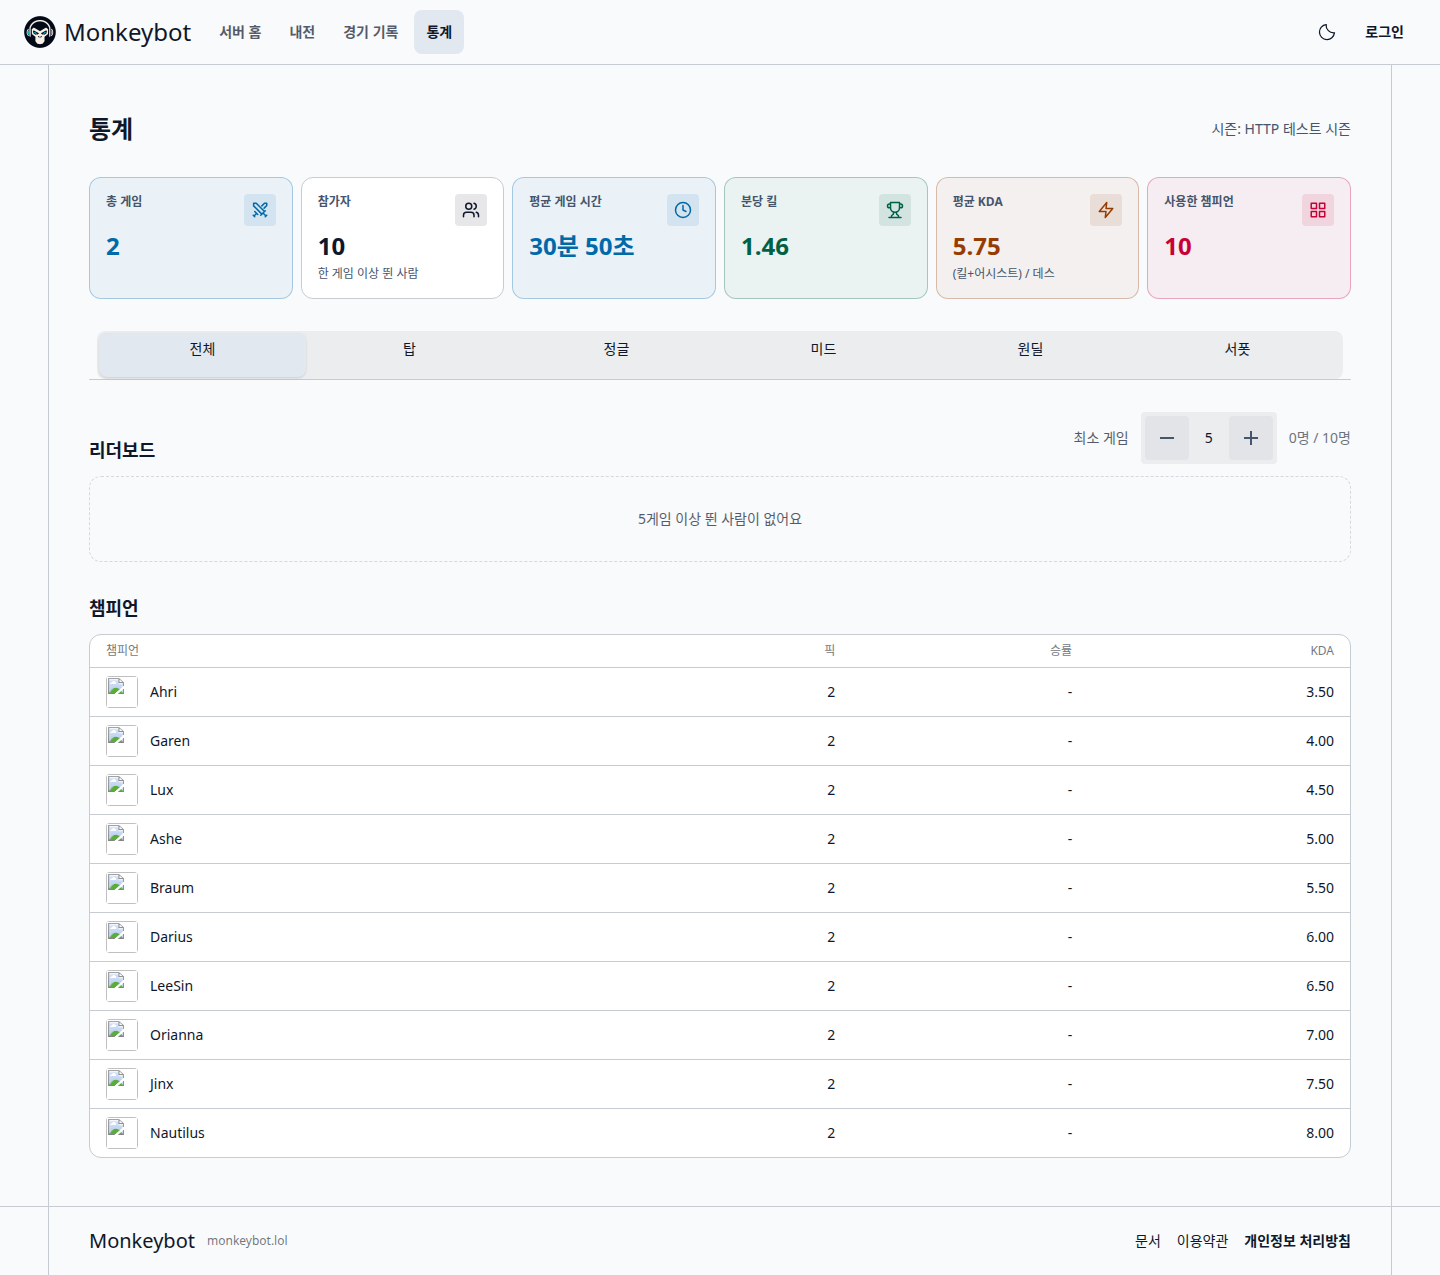 Monkeybot 서버 홈 내전 경기 기록 통계 로그인
통계
시즌: HTTP 테스트 시즌
총 게임
2
참가자
10
한 게임 이상 뛴 사람
평균 게임 시간
30분 50초
분당 킬
1.46
평균 KDA
5.75
(킬+어시스트) / 데스
사용한 챔피언
10
전체 탑 정글 미드 원딜 서폿
리더보드
최소 게임 5 0명 / 10명
5게임 이상 뛴 사람이 없어요
챔피언
챔피언 픽 승률 KDA
Ahri 2 - 3.50
Garen 2 - 4.00
Lux 2 - 4.50
Ashe 2 - 5.00
Braum 2 - 5.50
Darius 2 - 6.00
LeeSin 2 - 6.50
Orianna 2 - 7.00
Jinx 2 - 7.50
Nautilus 2 - 8.00
Monkeybot monkeybot.lol 문서 이용약관 개인정보 처리방침